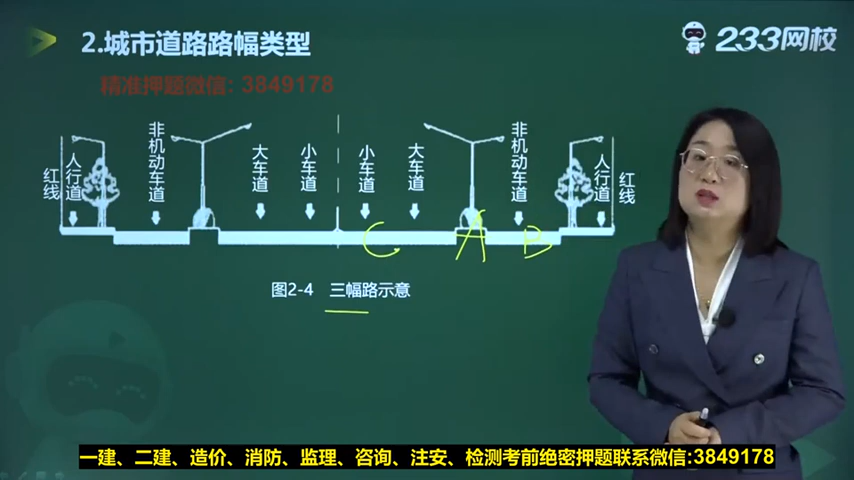 2.城市道路路幅类型
233网校
精准押题微信: 3849178
红线
人行道
非机动车道
大车道
小车道
小车道
大车道
非机动车道
人行道
红线
C
A
B
图2-4 三幅路示意
一建、二建、造价、消防、监理、咨询、注安、检测考前绝密押题联系微信:3849178